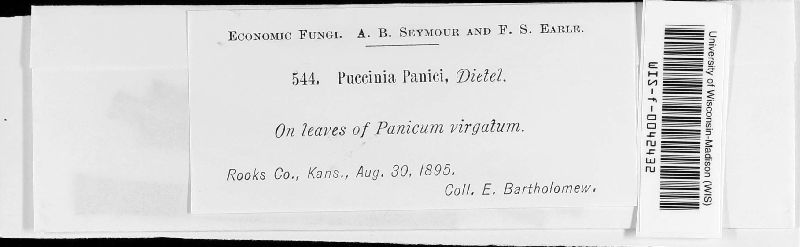 ECONOMIC FUNGI. A. B. SEYMOUR AND F. S. EARLE.
544. Puccinia Panici, Dietel.
On leaves of Panicum virgatum.
Rooks Co., Kans., Aug. 30, 1895.
Coll. E. Bartholomew.
University of Wisconsin-Madison (WIS)
WIS-f-0042432